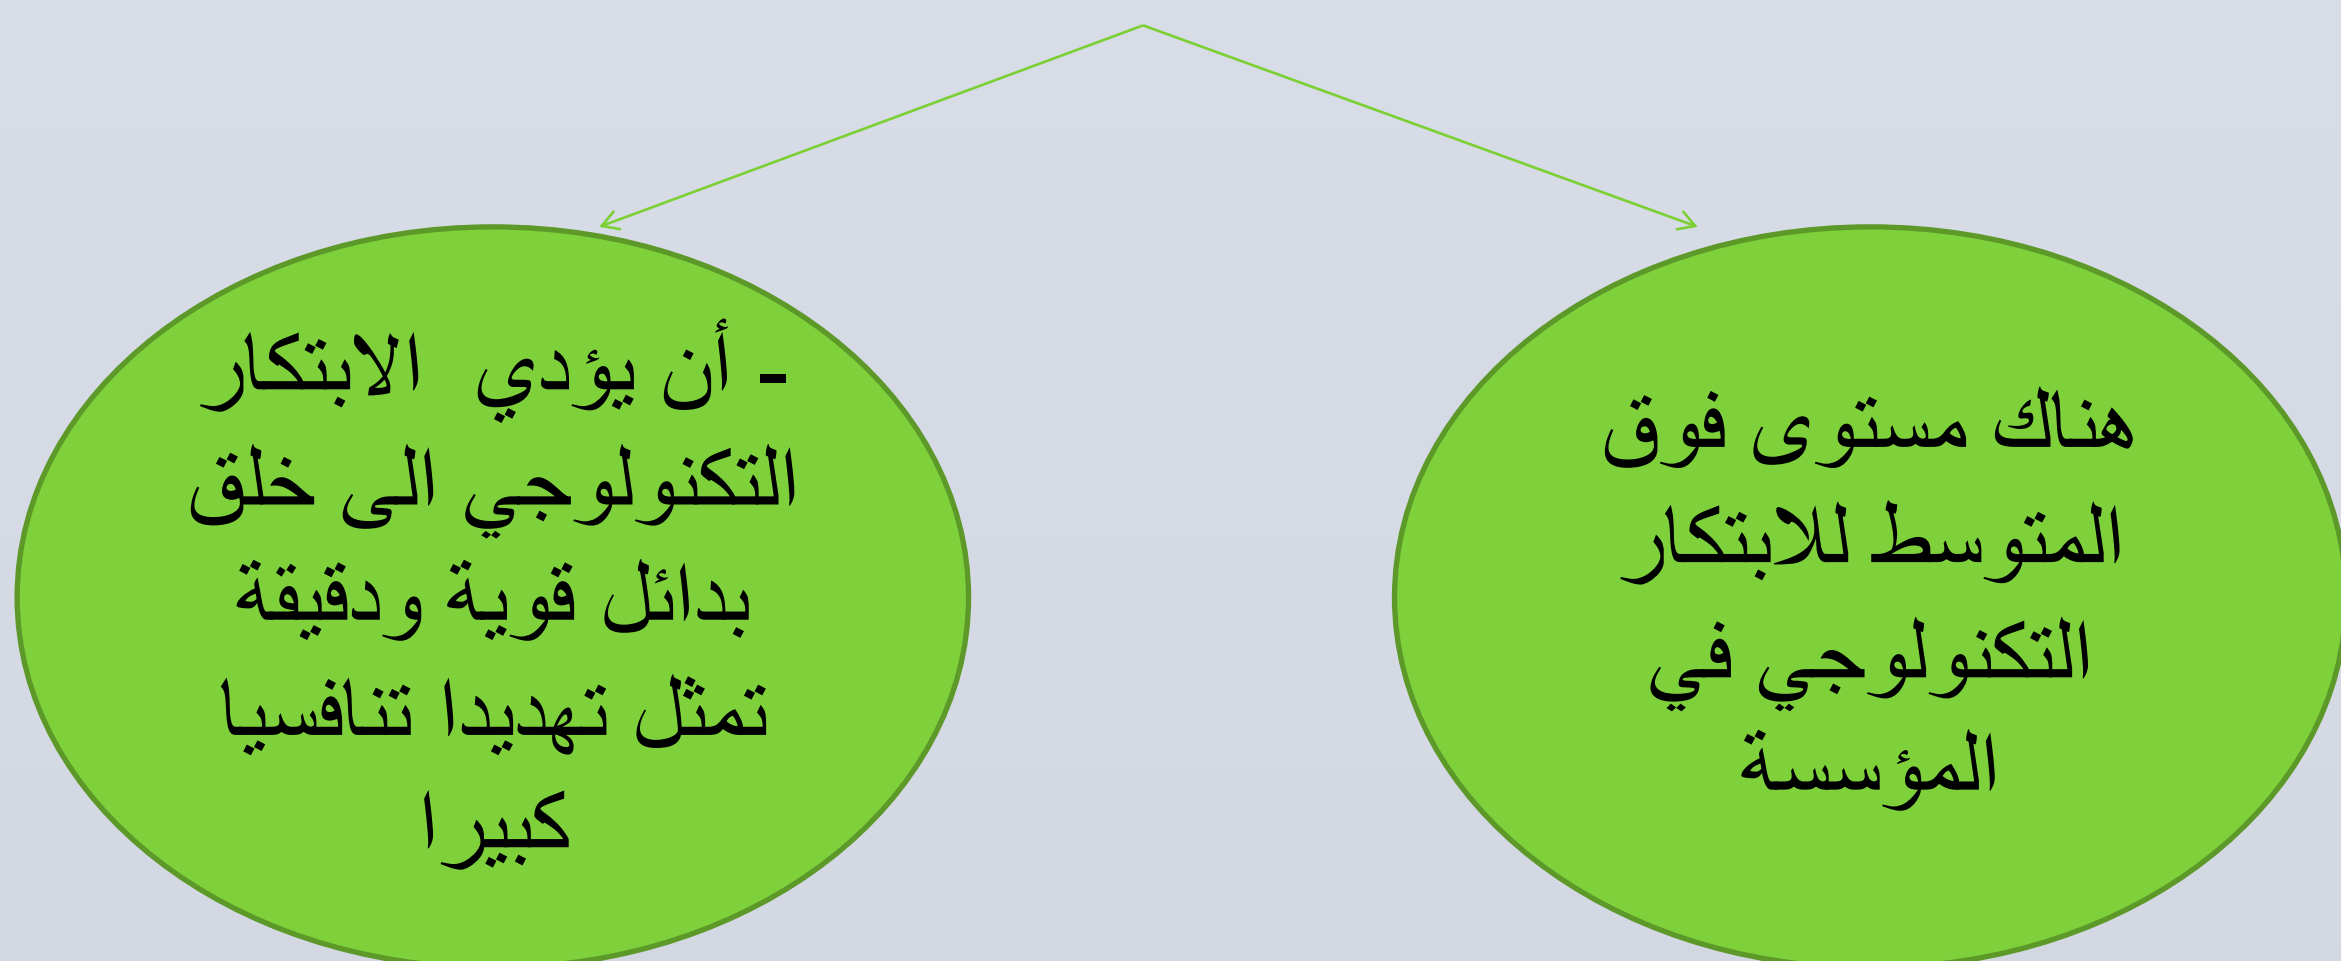 هناك مستوى فوق
المتوسط للابتكار
التكنولوجي في
المؤسسة
- أن يؤدي الابتكار
التكنولوجي الى خلق
بدائل قوية ودقيقة
تمثل تهديدا تنافسيا
كبيرا